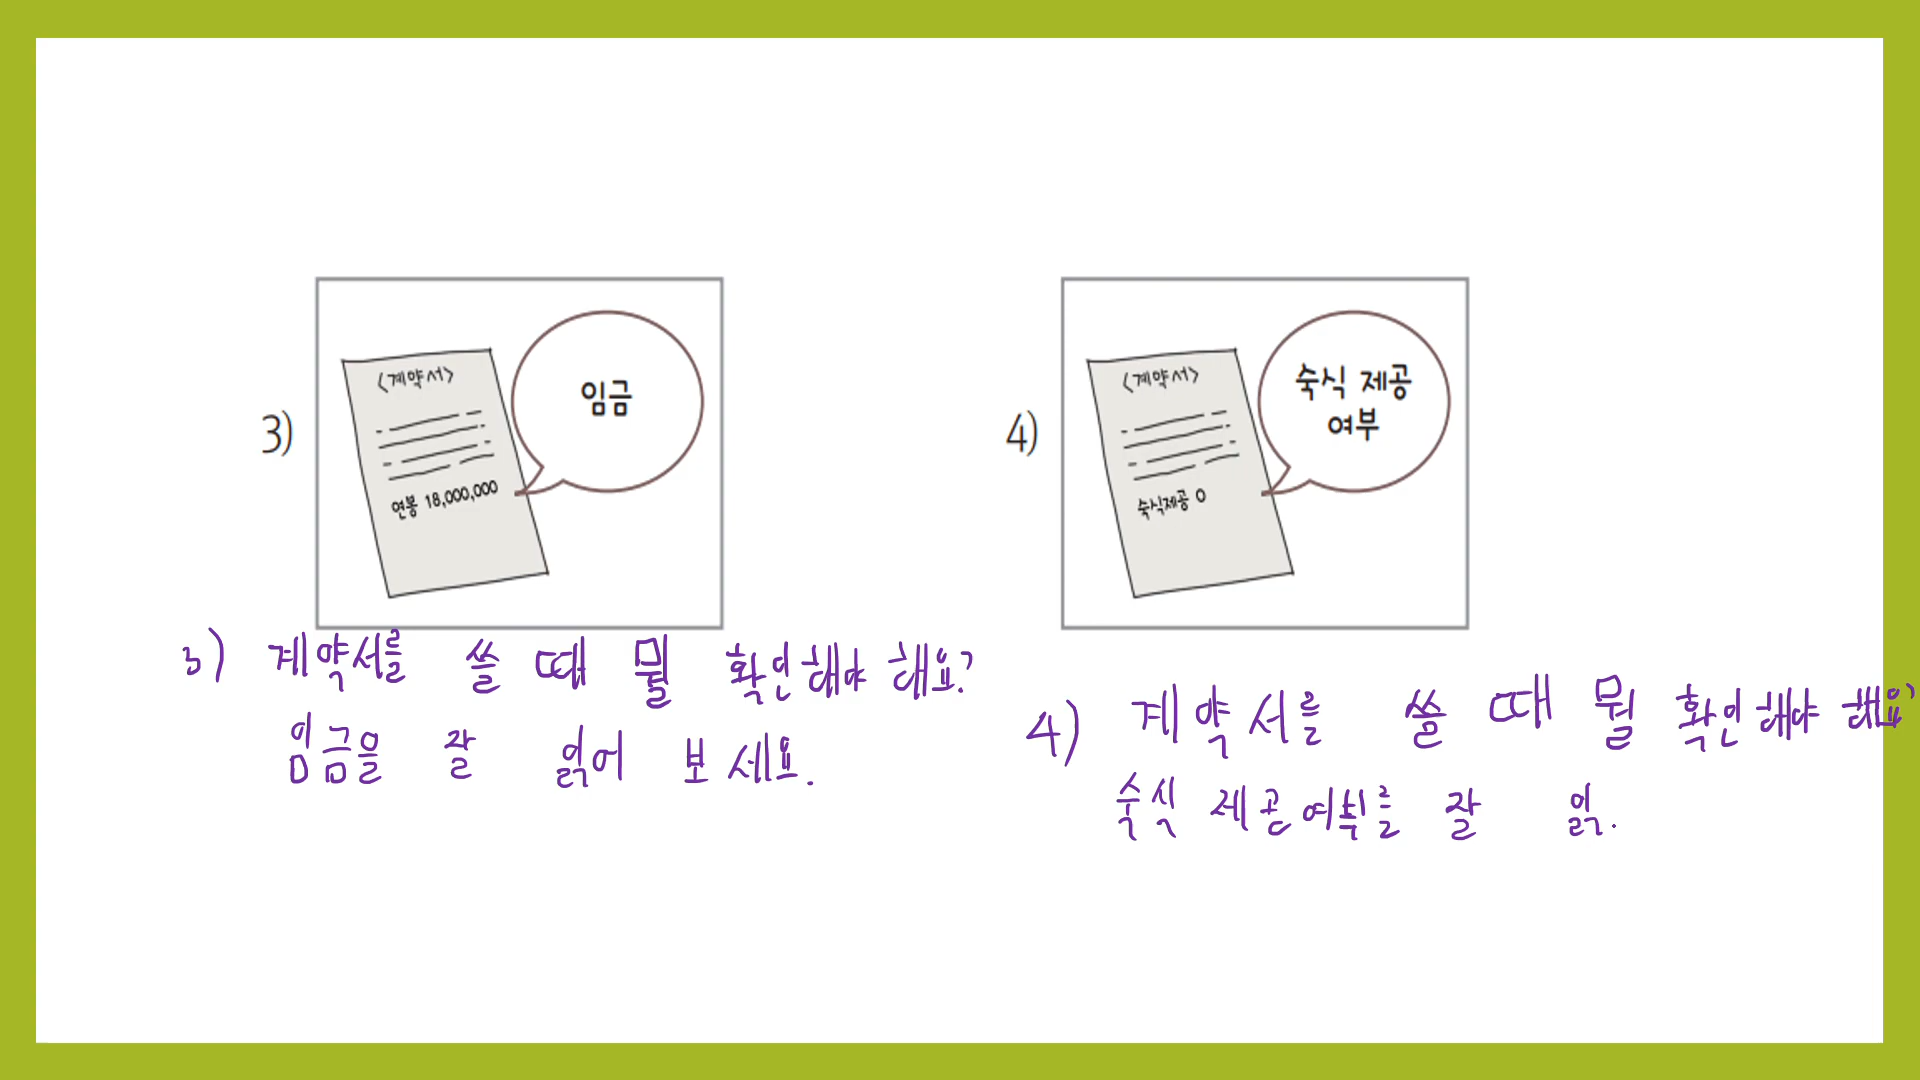 3)
<계약서>
연봉 18,000,000
임금
4)
<계약서>
숙식제공 O
숙식 제공
여부
3) 계약서를 쓸 때 뭘 확인해야 해요?
임금을 잘 읽어 보세요.
4) 계약서를 쓸 때 뭘 확인해야 해요?
숙식 제공여부를 잘 읽.